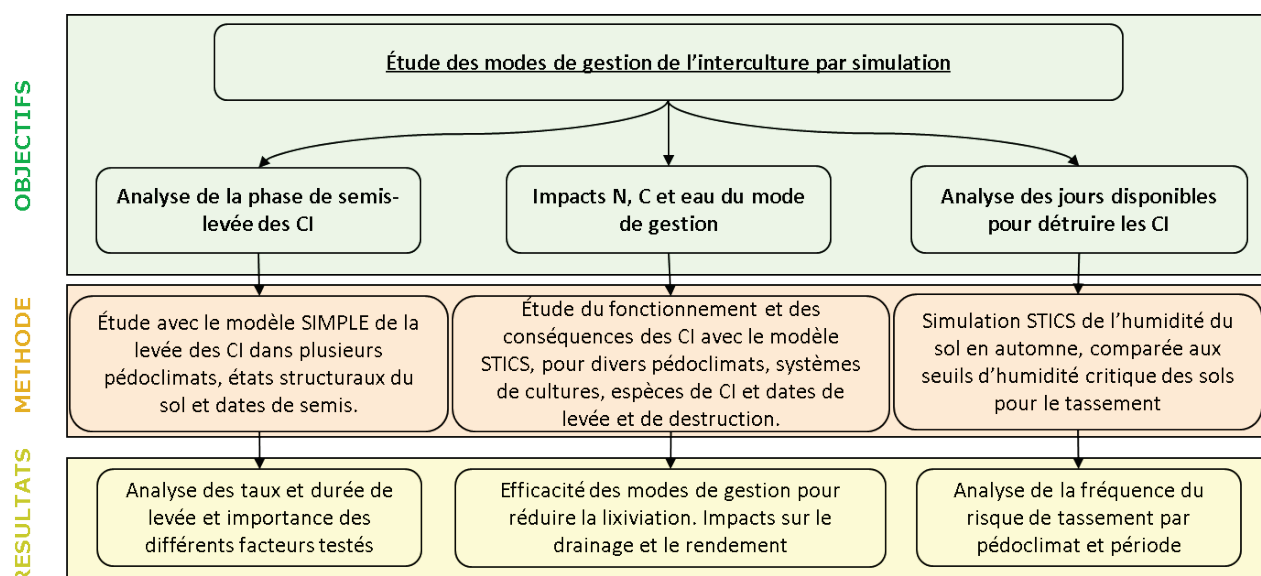 OBJECTIFS
Étude des modes de gestion de l’interculture par simulation
Analyse de la phase de semis-
levée des CI
Impacts N, C et eau du mode
de gestion
Analyse des jours disponibles
pour détruire les CI
METHODE
Étude avec le modèle SIMPLE de la
levée des CI dans plusieurs
pédoclimats, états structuraux du
sol et dates de semis.
Étude du fonctionnement et des
conséquences des CI avec le modèle
STICS, pour divers pédoclimats, systèmes
de cultures, espèces de CI et dates de
levée et de destruction.
Simulation STICS de l’humidité du
sol en automne, comparée aux
seuils d’humidité critique des sols
pour le tassement
RESULTATS
Analyse des taux et durée de
levée et importance des
différents facteurs testés
Efficacité des modes de gestion pour
réduire la lixiviation. Impacts sur le
drainage et le rendement
Analyse de la fréquence du
risque de tassement par
pédoclimat et période